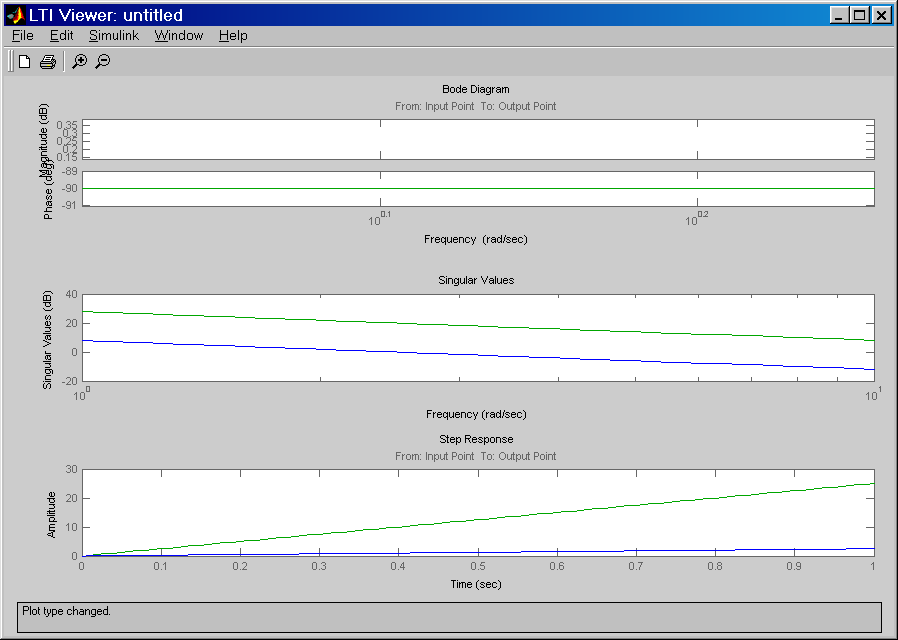 LTI Viewer: untitled
File Edit Simulink Window Help
Bode Diagram
From: Input Point To: Output Point
Magnitude (dB)
0.35
0.3
0.25
0.2
0.15
Phase (deg)
-89
-90
-91
10^0.1
10^0.2
Frequency (rad/sec)
Singular Values
Singular Values (dB)
40
20
0
-20
10^0
10^1
Frequency (rad/sec)
Step Response
From: Input Point To: Output Point
Amplitude
30
20
10
0
0 0.1 0.2 0.3 0.4 0.5 0.6 0.7 0.8 0.9 1
Time (sec)
Plot type changed.